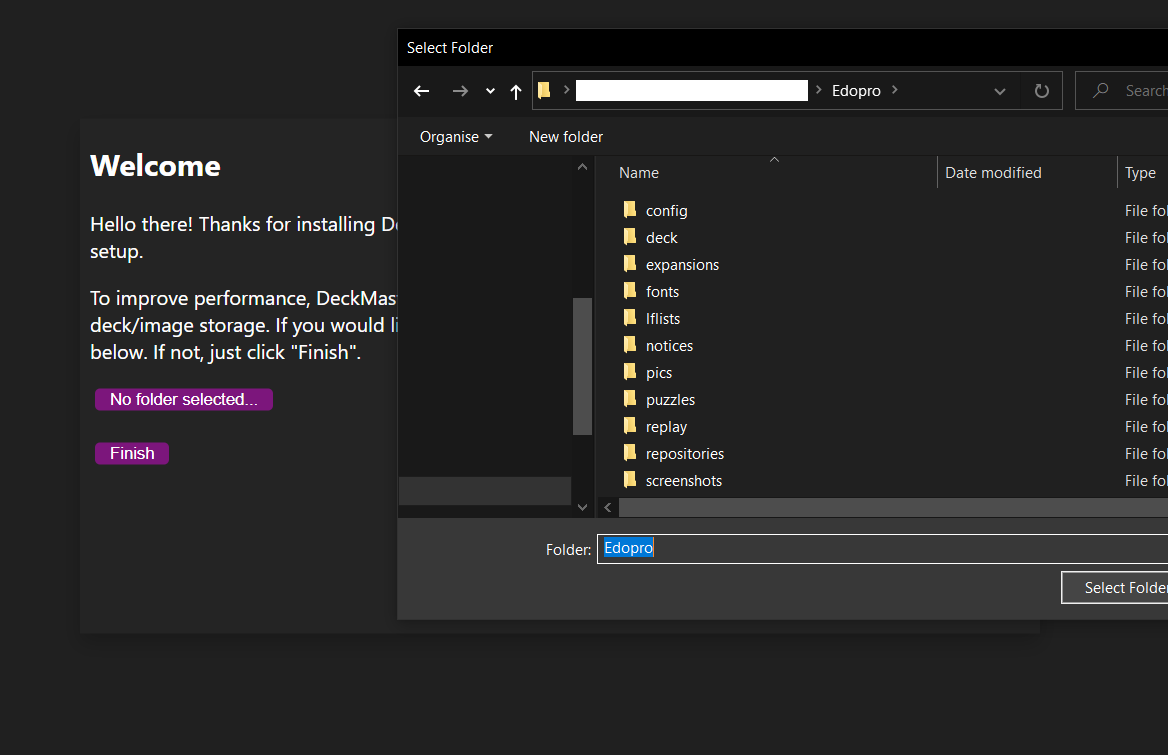 Select Folder
Edopro
Search
Organise
New folder
Name
Date modified
Type
config
File fol
deck
File fol
expansions
File fol
fonts
File fol
lflists
File fol
notices
File fol
pics
File fol
puzzles
File fol
replay
File fol
repositories
File fol
screenshots
File fol
Folder:
Edopro
Select Folder
Welcome
Hello there! Thanks for installing De
setup.
To improve performance, DeckMast
deck/image storage. If you would li
below. If not, just click "Finish".
No folder selected...
Finish